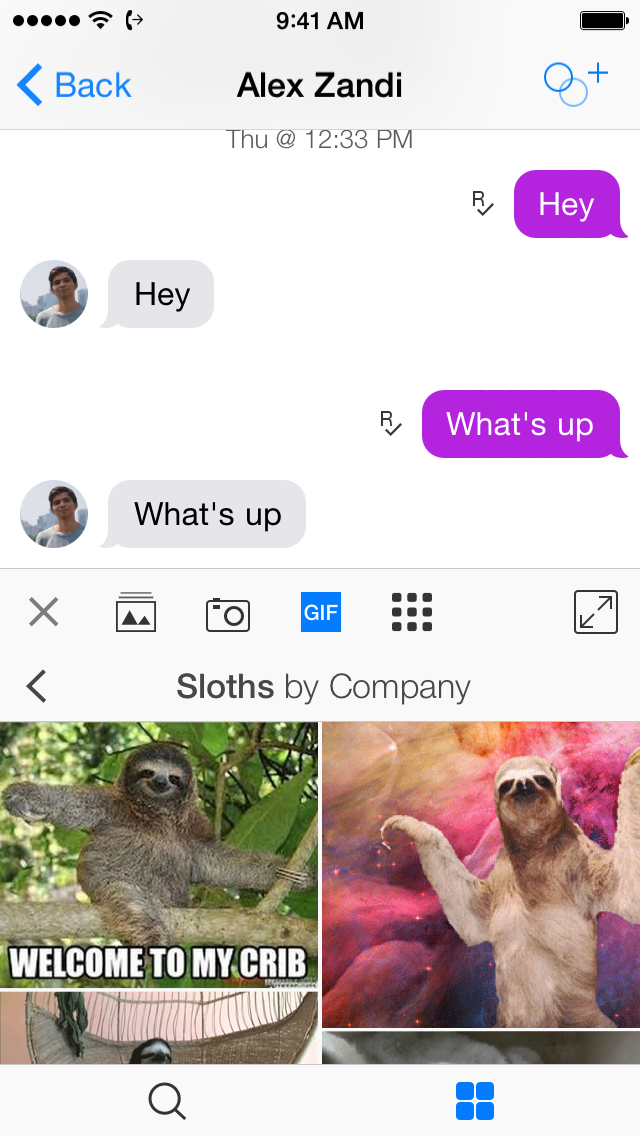 9:41 AM
Back
Alex Zandi
Thu @ 12:33 PM
R
Hey
Hey
R
What's up
What's up
GIF
Sloths by Company
WELCOME TO MY CRIB